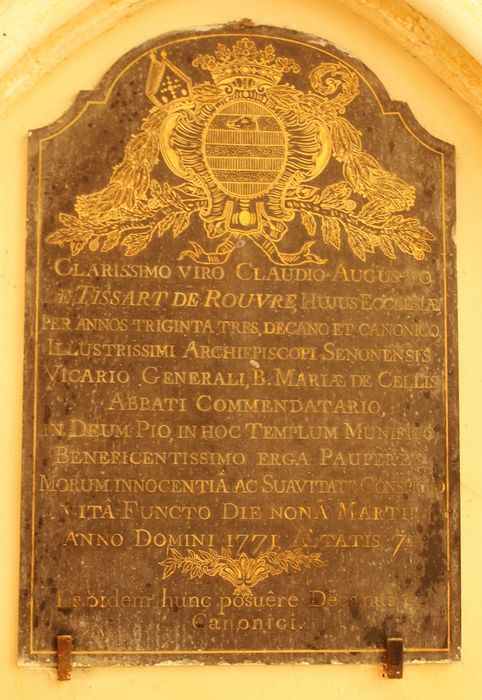 CLARISSIMO VIRO CLAUDIO-AUGUSTO
DE TISSART DE ROUVRE, HUJUS ECCLESIÆ
PER ANNOS TRIGINTA TRES, DECANO ET CANONICO,
ILLUSTRISSIMI ARCHIEPISCOPI SENONENSIS
VICARIO GENERALI, B. MARIÆ DE CELLIS
ABBATI COMMENDATARIO,
IN DEUM PIO, IN HOC TEMPLUM MUNIFICO,
BENEFICENTISSIMO ERGA PAUPERES,
MORUM INNOCENTIÂ AC SUAVITATE CONSPICUO
VITÂ FUNCTO DIE NONÂ MARTII
ANNO DOMINI 1771 ÆTATIS
Lapidem hunc posuêre Decanus et
Canonici.